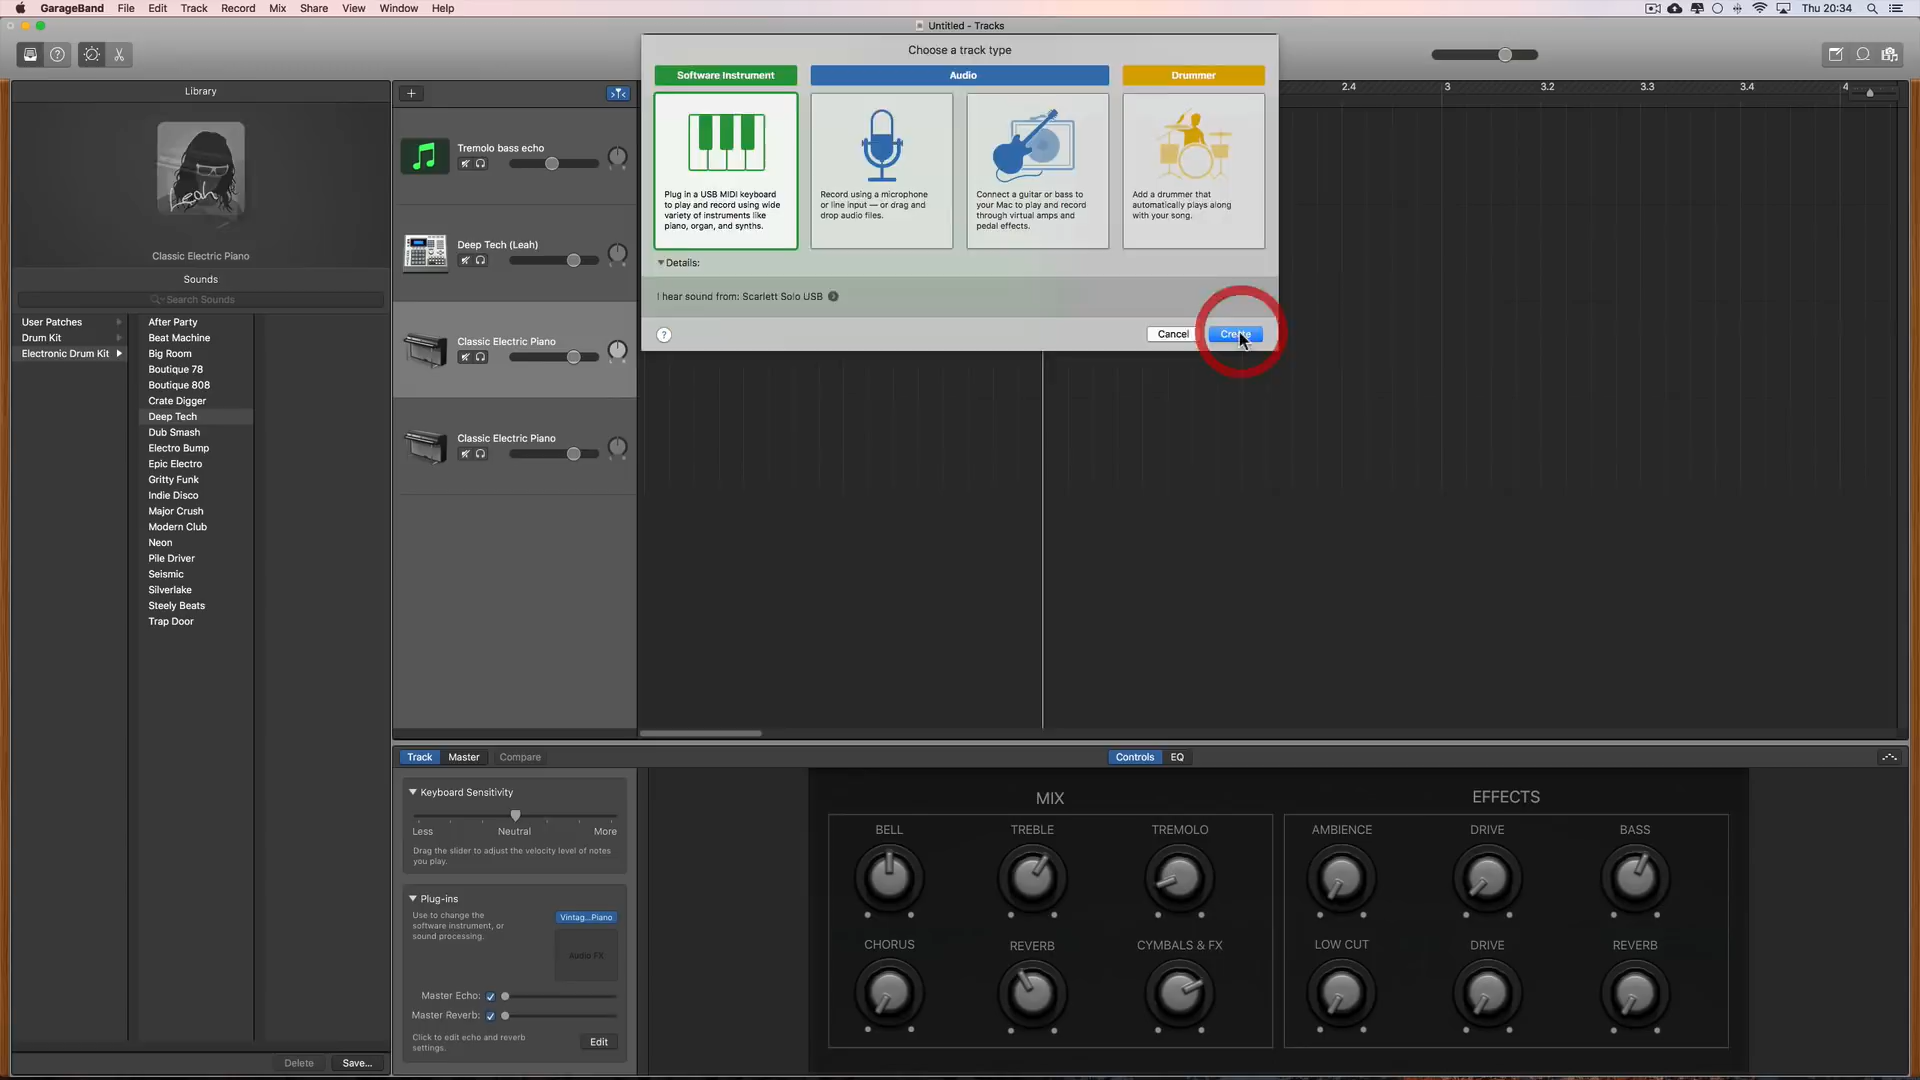 GarageBand File Edit Track Record Mix Share View Window Help
Thu 20:34
Untitled - Tracks
Choose a track type
Software Instrument
Audio
Drummer
Plug in a USB MIDI keyboard
to play and record using wide
variety of instruments like
piano, organ, and synths.
Record using a microphone
or line input — or drag and
drop audio files.
Connect a guitar or bass to
your Mac to play and record
through virtual amps and
pedal effects.
Add a drummer that
automatically plays along
with your song.
Details:
I hear sound from: Scarlett Solo USB
?
Cancel
Create
2.4 3 3.2 3.3 3.4 4
Library
Leah
Classic Electric Piano
Sounds
Search Sounds
User Patches
Drum Kit
Electronic Drum Kit
After Party
Beat Machine
Big Room
Boutique 78
Boutique 808
Crate Digger
Deep Tech
Dub Smash
Electro Bump
Epic Electro
Gritty Funk
Indie Disco
Major Crush
Modern Club
Neon
Pile Driver
Seismic
Silverlake
Steely Beats
Trap Door
Delete
Save...
Tremolo bass echo
Deep Tech (Leah)
Classic Electric Piano
Classic Electric Piano
Track
Master
Compare
Controls
EQ
Keyboard Sensitivity
Less Neutral More
Drag the slider to adjust the velocity level of notes
you play.
Plug-ins
Use to change the
software instrument, or
sound processing.
Vintag...Piano
Audio FX
Master Echo:
Master Reverb:
Click to edit echo and reverb
settings.
Edit
MIX
BELL TREBLE TREMOLO
CHORUS REVERB CYMBALS & FX
EFFECTS
AMBIENCE DRIVE BASS
LOW CUT DRIVE REVERB